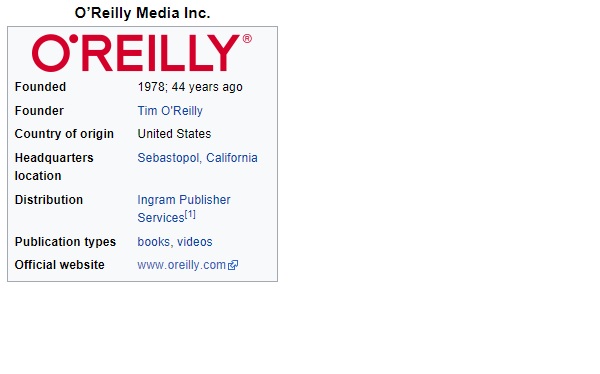 O'Reilly Media Inc.
O'REILLY®
Founded 1978; 44 years ago
Founder Tim O'Reilly
Country of origin United States
Headquarters Sebastopol, California
location
Distribution Ingram Publisher
Services[1]
Publication types books, videos
Official website www.oreilly.com